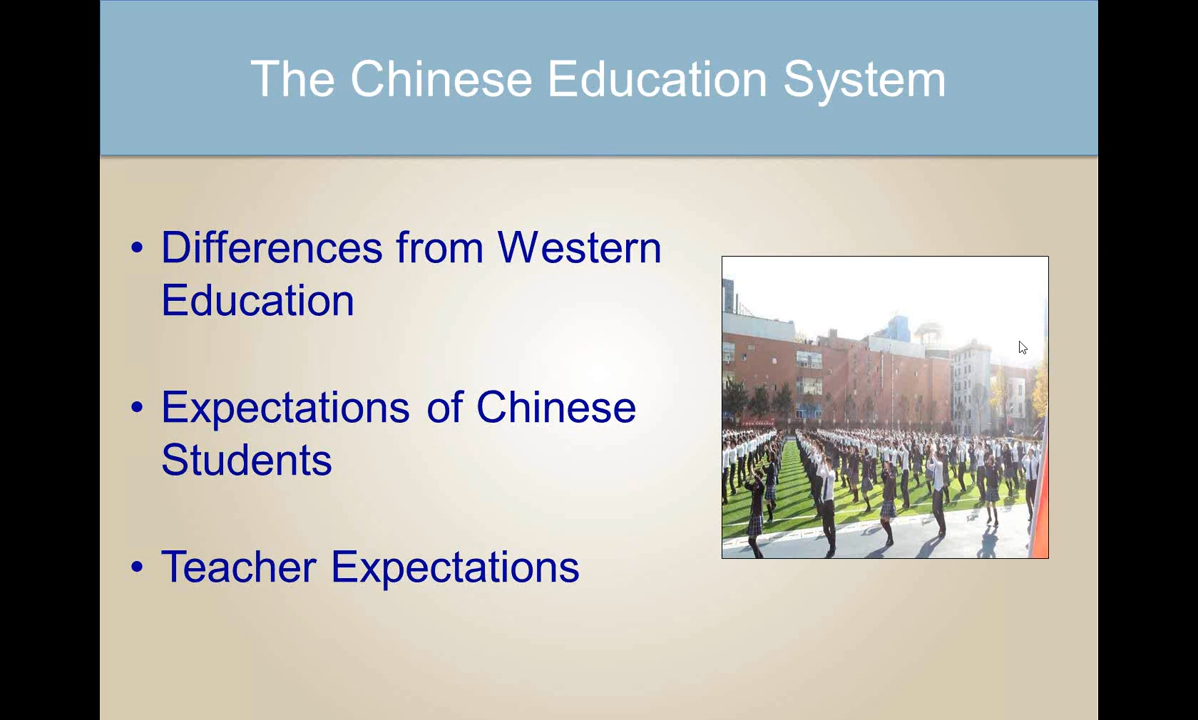 The Chinese Education System
• Differences from Western
Education
• Expectations of Chinese
Students
• Teacher Expectations